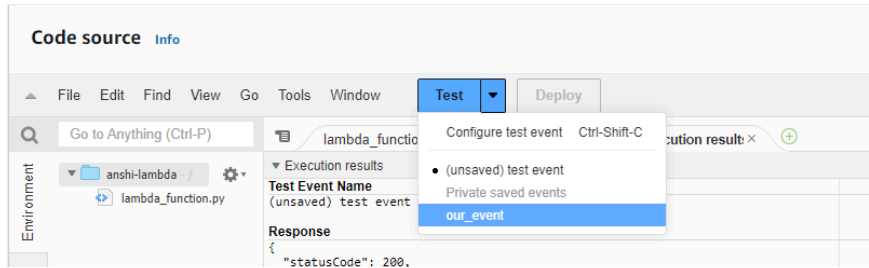 Code source Info
File Edit Find View Go Tools Window Test Deploy
Go to Anything (Ctrl-P)
lambda_functio
cution results ×
Configure test event Ctrl-Shift-C
(unsaved) test event
Private saved events
our_event
Environment
anshi-lambda - /
lambda_function.py
Execution results
Test Event Name
(unsaved) test event
Response
{
"statusCode": 200,